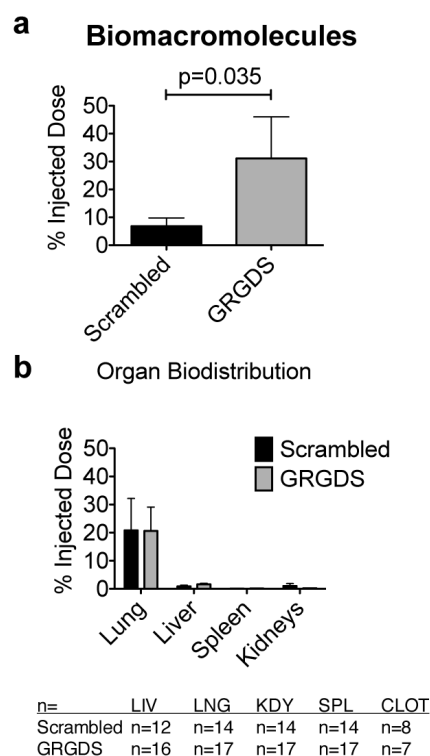 a
Biomacromolecules
p=0.035
% Injected Dose
50
40
30
20
10
0
Scrambled
GRGDS
b
Organ Biodistribution
% Injected Dose
50
40
30
20
10
0
Scrambled
GRGDS
Lung
Liver
Spleen
Kidneys
n= LIV LNG KDY SPL CLOT
Scrambled n=12 n=14 n=14 n=14 n=8
GRGDS n=16 n=17 n=17 n=17 n=7